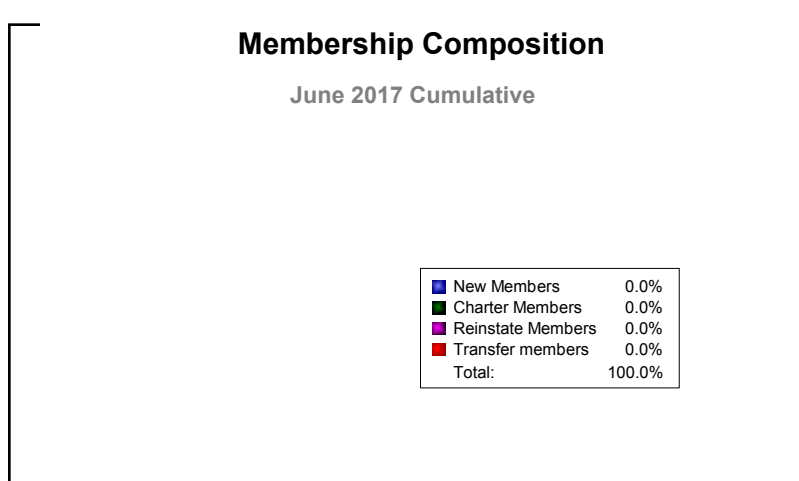 Membership Composition
June 2017 Cumulative
New Members 0.0%
Charter Members 0.0%
Reinstate Members 0.0%
Transfer members 0.0%
Total: 100.0%